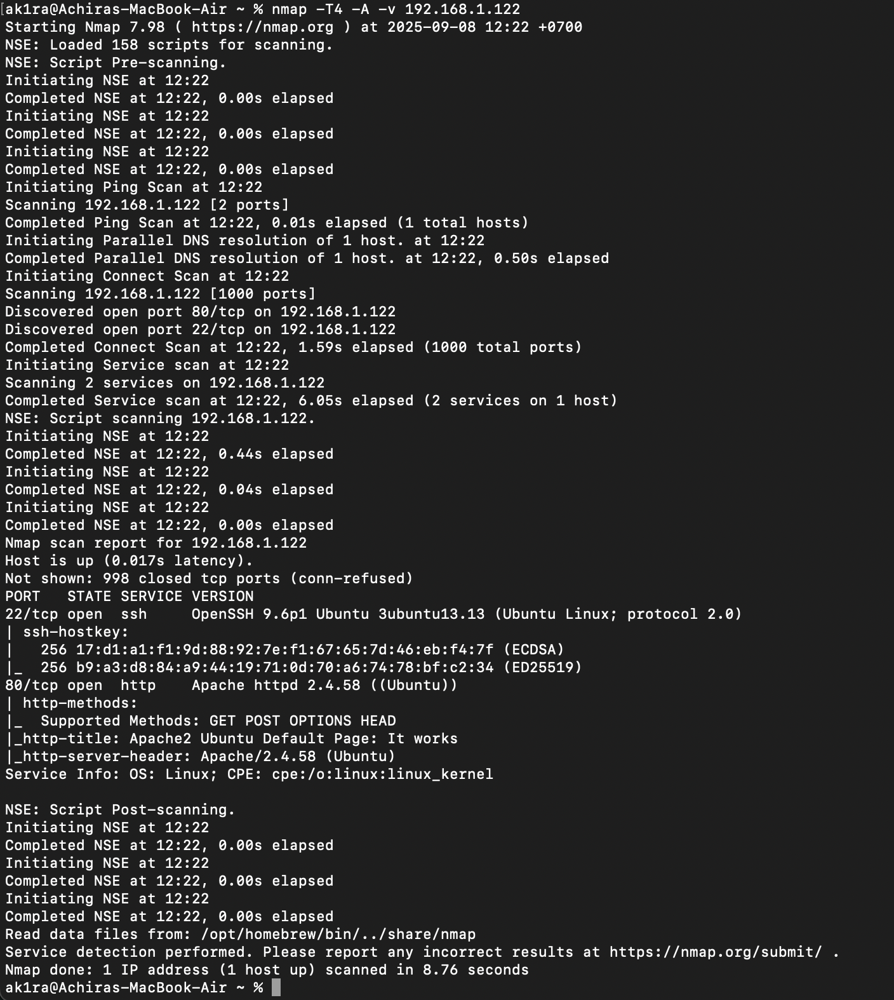 [ak1ra@Achiras-MacBook-Air ~ % nmap -T4 -A -v 192.168.1.122
Starting Nmap 7.98 ( https://nmap.org ) at 2025-09-08 12:22 +0700
NSE: Loaded 158 scripts for scanning.
NSE: Script Pre-scanning.
Initiating NSE at 12:22
Completed NSE at 12:22, 0.00s elapsed
Initiating NSE at 12:22
Completed NSE at 12:22, 0.00s elapsed
Initiating NSE at 12:22
Completed NSE at 12:22, 0.00s elapsed
Initiating Ping Scan at 12:22
Scanning 192.168.1.122 [2 ports]
Completed Ping Scan at 12:22, 0.01s elapsed (1 total hosts)
Initiating Parallel DNS resolution of 1 host. at 12:22
Completed Parallel DNS resolution of 1 host. at 12:22, 0.50s elapsed
Initiating Connect Scan at 12:22
Scanning 192.168.1.122 [1000 ports]
Discovered open port 80/tcp on 192.168.1.122
Discovered open port 22/tcp on 192.168.1.122
Completed Connect Scan at 12:22, 1.59s elapsed (1000 total ports)
Initiating Service scan at 12:22
Scanning 2 services on 192.168.1.122
Completed Service scan at 12:22, 6.05s elapsed (2 services on 1 host)
NSE: Script scanning 192.168.1.122.
Initiating NSE at 12:22
Completed NSE at 12:22, 0.44s elapsed
Initiating NSE at 12:22
Completed NSE at 12:22, 0.04s elapsed
Initiating NSE at 12:22
Completed NSE at 12:22, 0.00s elapsed
Nmap scan report for 192.168.1.122
Host is up (0.017s latency).
Not shown: 998 closed tcp ports (conn-refused)
PORT   STATE SERVICE VERSION
22/tcp open  ssh     OpenSSH 9.6p1 Ubuntu 3ubuntu13.13 (Ubuntu Linux; protocol 2.0)
| ssh-hostkey:
|   256 17:d1:a1:f1:9d:88:92:7e:f1:67:65:7d:46:eb:f4:7f (ECDSA)
|_  256 b9:a3:d8:84:a9:44:19:71:0d:70:a6:74:78:bf:c2:34 (ED25519)
80/tcp open  http    Apache httpd 2.4.58 ((Ubuntu))
| http-methods:
|_  Supported Methods: GET POST OPTIONS HEAD
|_http-title: Apache2 Ubuntu Default Page: It works
|_http-server-header: Apache/2.4.58 (Ubuntu)
Service Info: OS: Linux; CPE: cpe:/o:linux:linux_kernel

NSE: Script Post-scanning.
Initiating NSE at 12:22
Completed NSE at 12:22, 0.00s elapsed
Initiating NSE at 12:22
Completed NSE at 12:22, 0.00s elapsed
Initiating NSE at 12:22
Completed NSE at 12:22, 0.00s elapsed
Read data files from: /opt/homebrew/bin/../share/nmap
Service detection performed. Please report any incorrect results at https://nmap.org/submit/ .
Nmap done: 1 IP address (1 host up) scanned in 8.76 seconds
ak1ra@Achiras-MacBook-Air ~ %